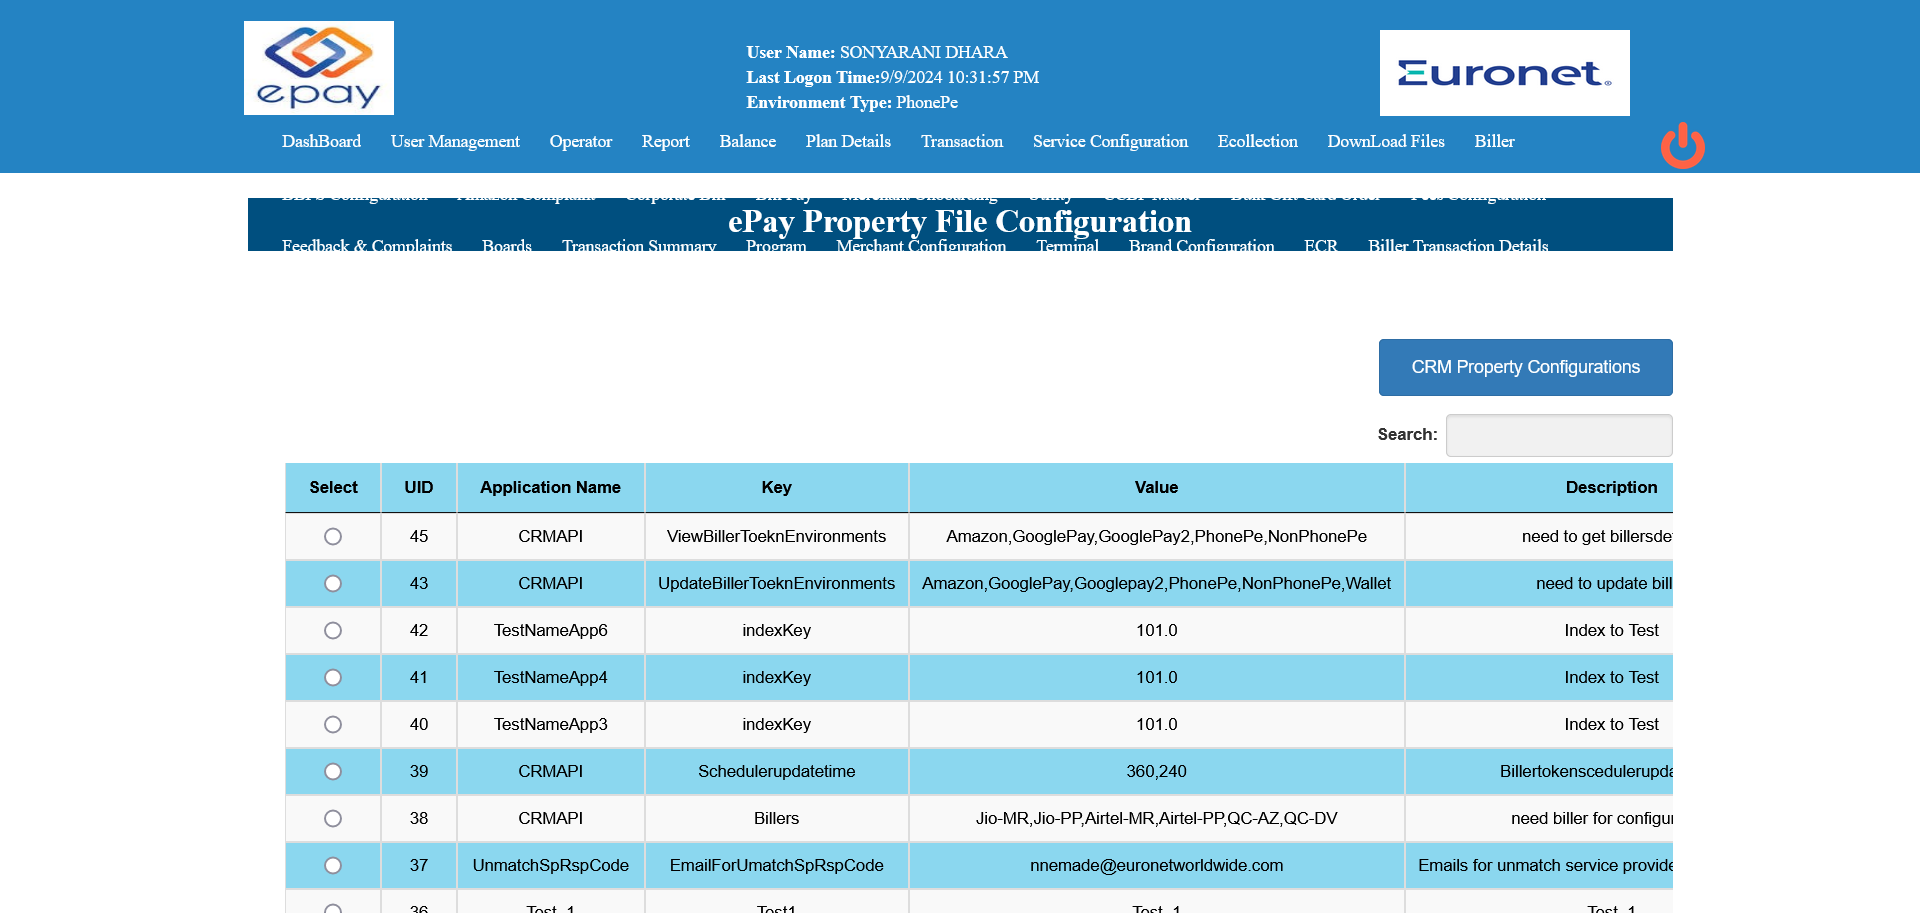 epay
User Name: SONYARANI DHARA
Last Logon Time:9/9/2024 10:31:57 PM
Environment Type: PhonePe
Euronet
DashBoard User Management Operator Report Balance Plan Details Transaction Service Configuration Ecollection DownLoad Files Biller
ePay Property File Configuration
Feedback & Complaints Boards Transaction Summary Program Merchant Configuration Terminal Brand Configuration ECR Biller Transaction Details
CRM Property Configurations
Search:
Select UID Application Name Key Value Description
45 CRMAPI ViewBillerToeknEnvironments Amazon,GooglePay,GooglePay2,PhonePe,NonPhonePe need to get billersde
43 CRMAPI UpdateBillerToeknEnvironments Amazon,GooglePay,Googlepay2,PhonePe,NonPhonePe,Wallet need to update bill
42 TestNameApp6 indexKey 101.0 Index to Test
41 TestNameApp4 indexKey 101.0 Index to Test
40 TestNameApp3 indexKey 101.0 Index to Test
39 CRMAPI Schedulerupdatetime 360,240 Billertokenscedulerupda
38 CRMAPI Billers Jio-MR,Jio-PP,Airtel-MR,Airtel-PP,QC-AZ,QC-DV need biller for configur
37 UnmatchSpRspCode EmailForUmatchSpRspCode nnemade@euronetworldwide.com Emails for unmatch service provide
36 Test_1 Test1 Test_1 Test_1